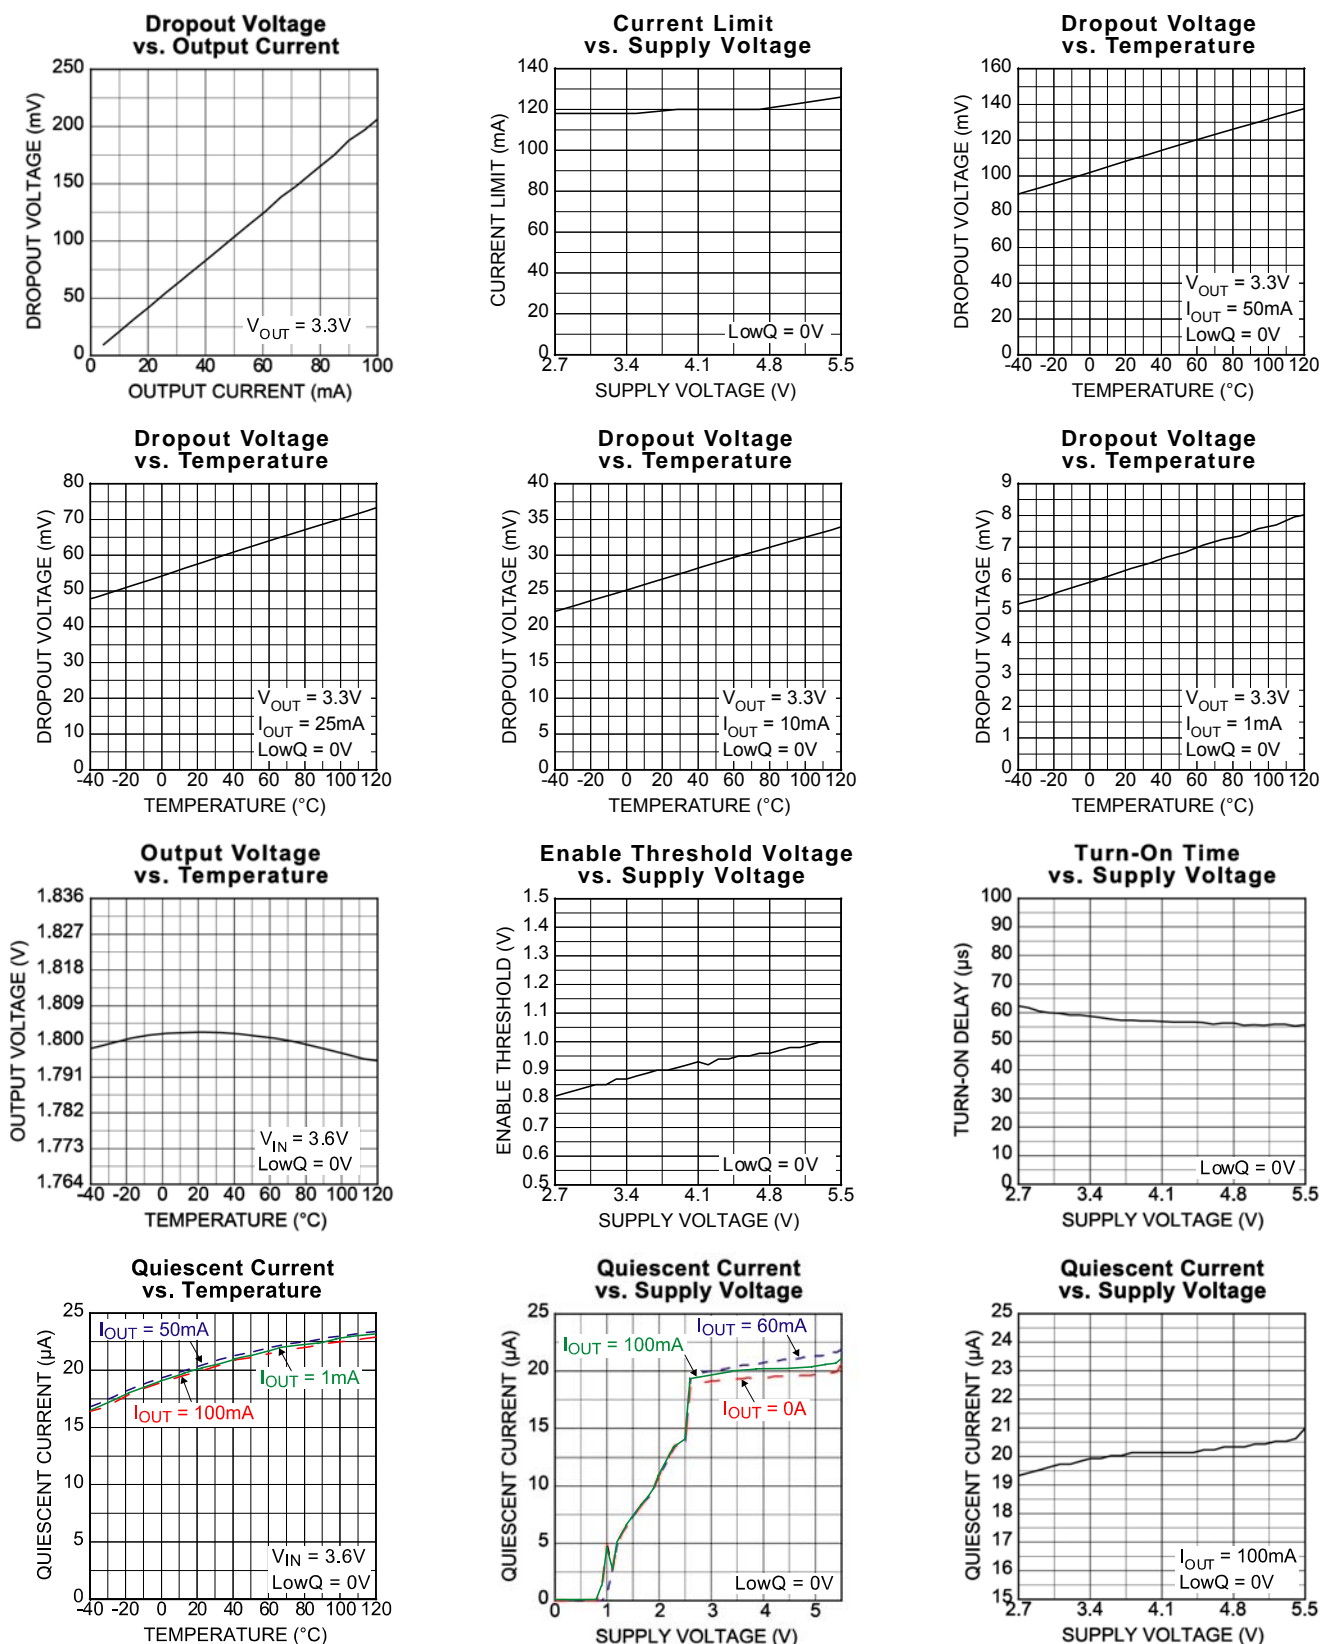 Dropout Voltage
vs. Output Current
250
200
150
100
50
0
DROPOUT VOLTAGE (mV)
VOUT = 3.3V
0 20 40 60 80 100
OUTPUT CURRENT (mA)
Current Limit
vs. Supply Voltage
140
120
100
80
60
40
20
0
CURRENT LIMIT (mA)
LowQ = 0V
2.7 3.4 4.1 4.8 5.5
SUPPLY VOLTAGE (V)
Dropout Voltage
vs. Temperature
160
140
120
100
80
60
40
20
0
DROPOUT VOLTAGE (mV)
VOUT = 3.3V
IOUT = 50mA
LowQ = 0V
-40 -20 0 20 40 60 80 100 120
TEMPERATURE (°C)
Dropout Voltage
vs. Temperature
80
70
60
50
40
30
20
10
0
DROPOUT VOLTAGE (mV)
VOUT = 3.3V
IOUT = 25mA
LowQ = 0V
-40 -20 0 20 40 60 80 100 120
TEMPERATURE (°C)
Dropout Voltage
vs. Temperature
40
35
30
25
20
15
10
5
0
DROPOUT VOLTAGE (mV)
VOUT = 3.3V
IOUT = 10mA
LowQ = 0V
-40 -20 0 20 40 60 80 100 120
TEMPERATURE (°C)
Dropout Voltage
vs. Temperature
9
8
7
6
5
4
3
2
1
0
DROPOUT VOLTAGE (mV)
VOUT = 3.3V
IOUT = 1mA
LowQ = 0V
-40 -20 0 20 40 60 80 100 120
TEMPERATURE (°C)
Output Voltage
vs. Temperature
1.836
1.827
1.818
1.809
1.800
1.791
1.782
1.773
1.764
OUTPUT VOLTAGE (V)
VIN = 3.6V
LowQ = 0V
-40 -20 0 20 40 60 80 100 120
TEMPERATURE (°C)
Enable Threshold Voltage
vs. Supply Voltage
1.5
1.4
1.3
1.2
1.1
1.0
0.9
0.8
0.7
0.6
0.5
ENABLE THRESHOLD (V)
LowQ = 0V
2.7 3.4 4.1 4.8 5.5
SUPPLY VOLTAGE (V)
Turn-On Time
vs. Supply Voltage
100
90
80
70
60
50
40
30
20
10
0
TURN-ON DELAY (µs)
LowQ = 0V
2.7 3.4 4.1 4.8 5.5
SUPPLY VOLTAGE (V)
Quiescent Current
vs. Temperature
25
20
15
10
5
0
QUIESCENT CURRENT (µA)
IOUT = 50mA
IOUT = 1mA
IOUT = 100mA
VIN = 3.6V
LowQ = 0V
-40 -20 0 20 40 60 80 100 120
TEMPERATURE (°C)
Quiescent Current
vs. Supply Voltage
25
20
15
10
5
0
QUIESCENT CURRENT (µA)
IOUT = 60mA
IOUT = 100mA
IOUT = 0A
LowQ = 0V
0 1 2 3 4 5
SUPPLY VOLTAGE (V)
Quiescent Current
vs. Supply Voltage
25
24
23
22
21
20
19
18
17
16
15
QUIESCENT CURRENT (µA)
IOUT = 100mA
LowQ = 0V
2.7 3.4 4.1 4.8 5.5
SUPPLY VOLTAGE (V)